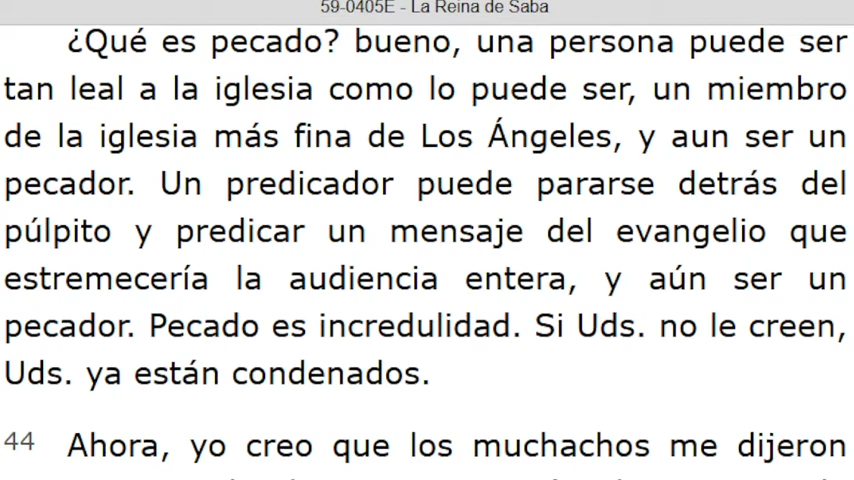 59-0405E - La Reina de Saba
¿Qué es pecado? bueno, una persona puede ser
tan leal a la iglesia como lo puede ser, un miembro
de la iglesia más fina de Los Ángeles, y aun ser un
pecador. Un predicador puede pararse detrás del
púlpito y predicar un mensaje del evangelio que
estremecería la audiencia entera, y aún ser un
pecador. Pecado es incredulidad. Si Uds. no le creen,
Uds. ya están condenados.
44 Ahora, yo creo que los muchachos me dijeron